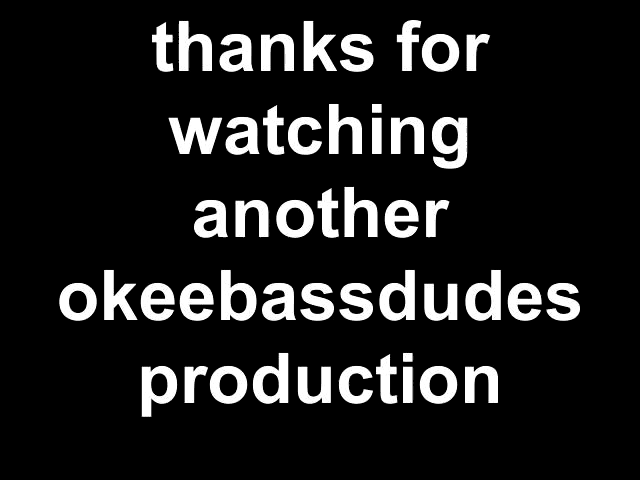 thanks for
watching
another
okeebassdudes
production